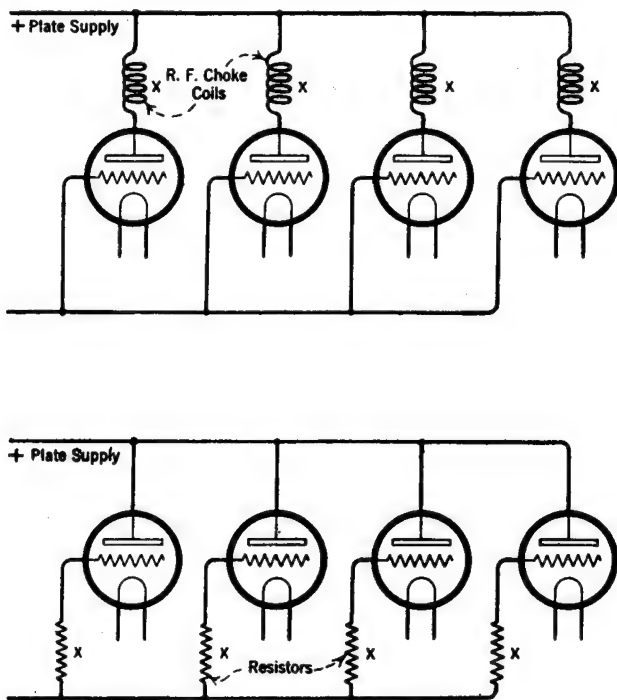 + Plate Supply
R. F. Choke
Coils
X
X
X
X
+ Plate Supply
X
Resistors
X
X
X